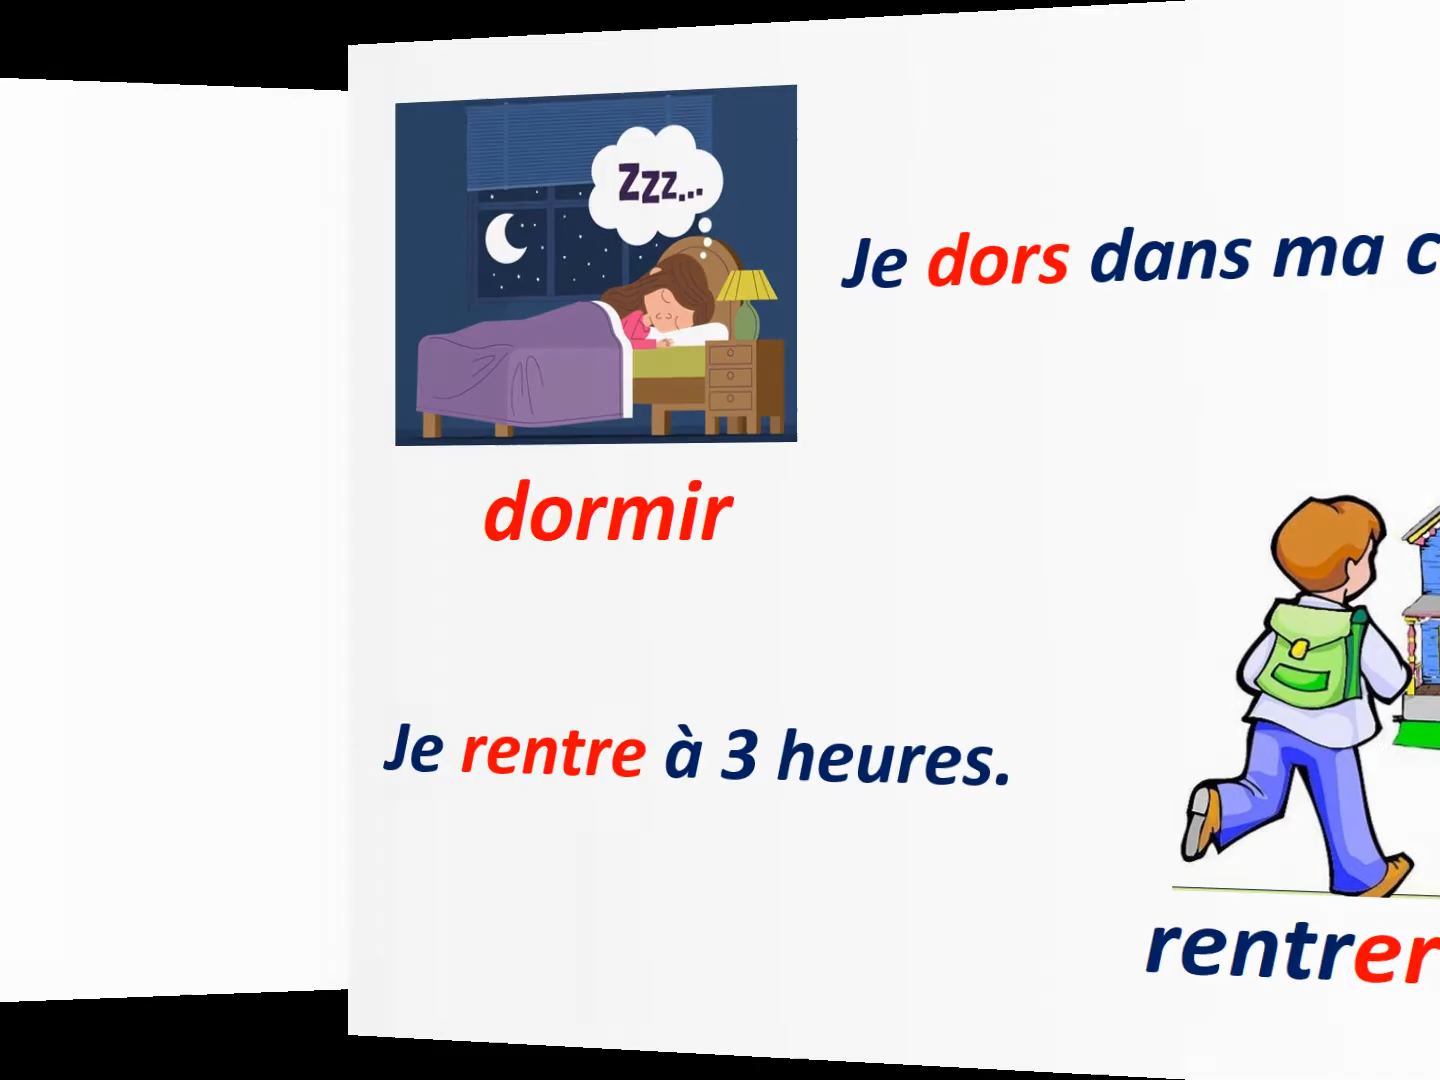 Zzz...
Je dors dans ma c
dormir
Je rentre à 3 heures.
rentrer